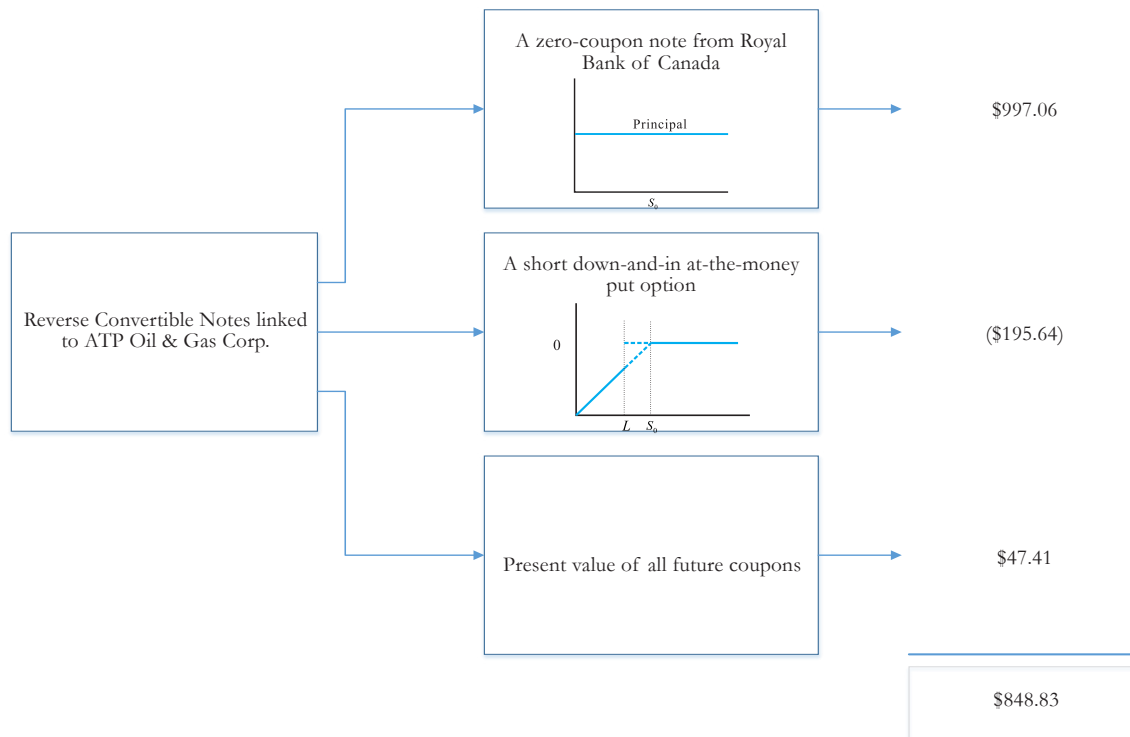 A zero-coupon note from Royal
Bank of Canada
Principal
S₀
$997.06
Reverse Convertible Notes linked
to ATP Oil & Gas Corp.
A short down-and-in at-the-money
put option
0
L S₀
($195.64)
Present value of all future coupons
$47.41
$848.83